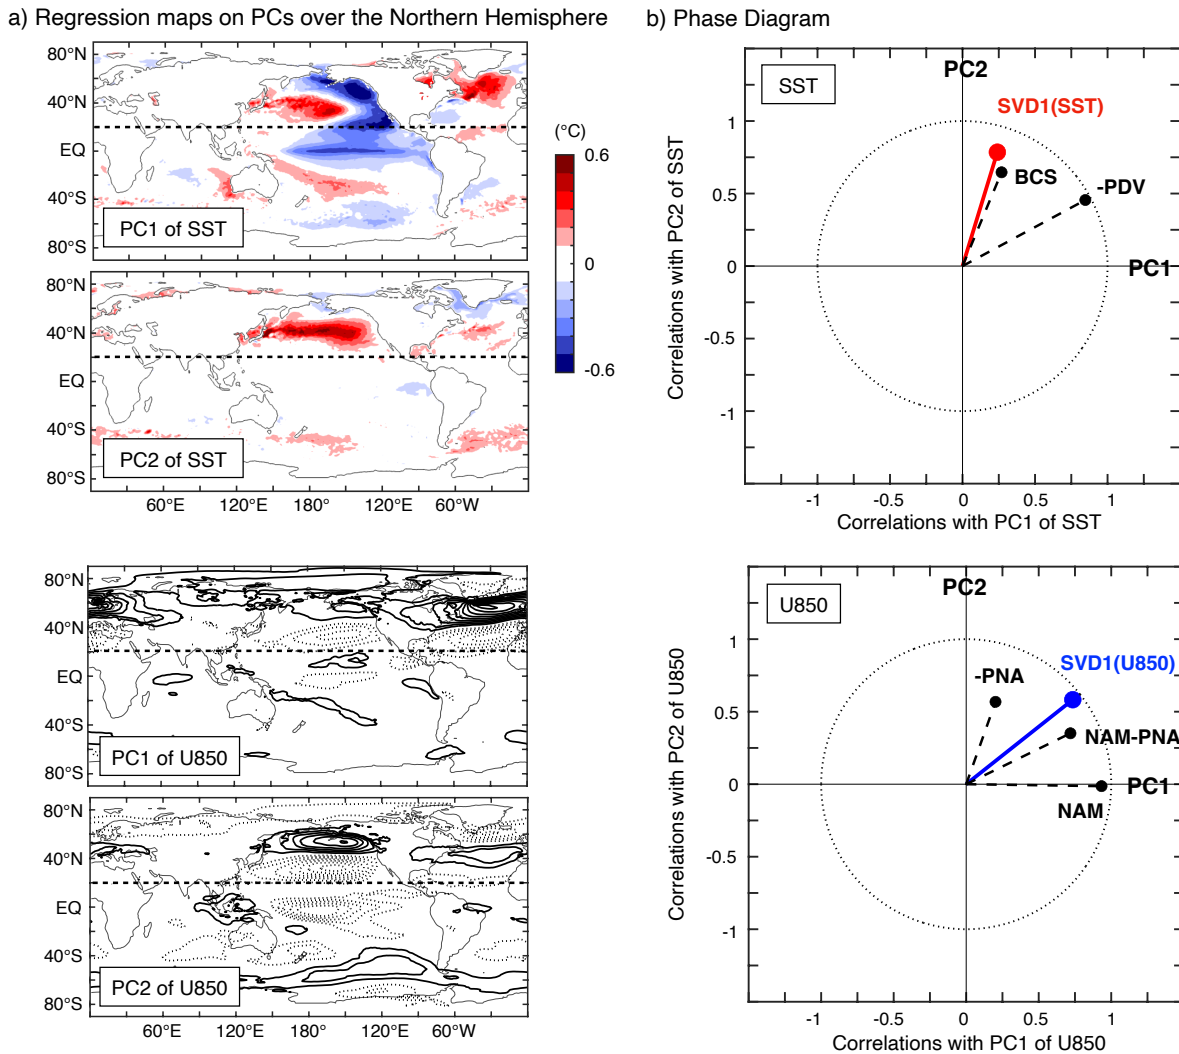 a) Regression maps on PCs over the Northern Hemisphere
80°N
40°N
EQ
40°S
80°S
PC1 of SST
80°N
40°N
EQ
40°S
80°S
PC2 of SST
60°E 120°E 180° 120°W 60°W
(°C)
0.6
0
-0.6
80°N
40°N
EQ
40°S
80°S
PC1 of U850
80°N
40°N
EQ
40°S
80°S
PC2 of U850
60°E 120°E 180° 120°W 60°W
b) Phase Diagram
SST
PC2
SVD1(SST)
BCS
-PDV
PC1
1
0.5
0
-0.5
-1
Correlations with PC2 of SST
-1 -0.5 0 0.5 1
Correlations with PC1 of SST
U850
PC2
SVD1(U850)
-PNA
NAM-PNA
PC1
NAM
1
0.5
0
-0.5
-1
Correlations with PC2 of U850
-1 -0.5 0 0.5 1
Correlations with PC1 of U850